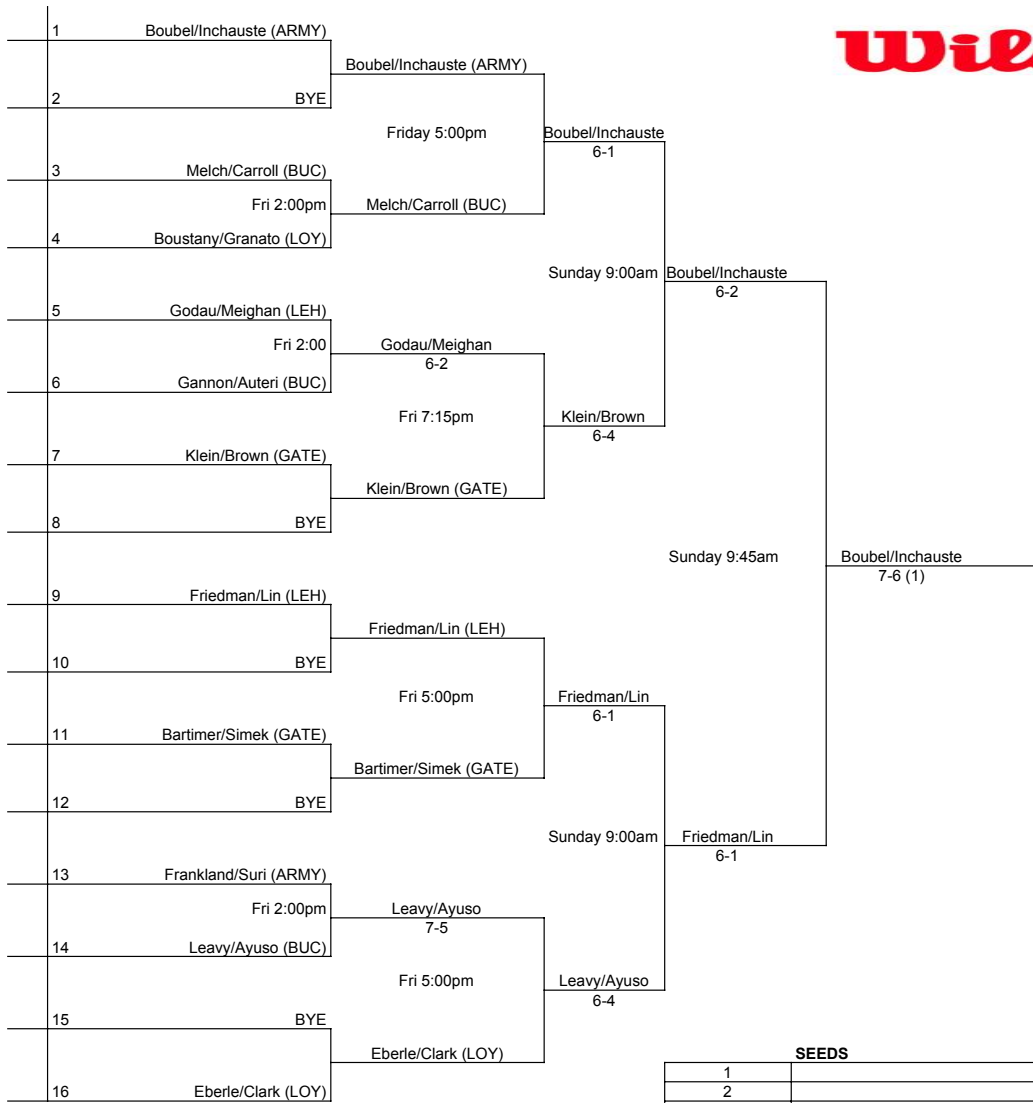 1 Boubel/Inchauste (ARMY)
Boubel/Inchauste (ARMY)
2 BYE
Friday 5:00pm Boubel/Inchauste
6-1
3 Melch/Carroll (BUC)
Fri 2:00pm Melch/Carroll (BUC)
4 Boustany/Granato (LOY)
Sunday 9:00am Boubel/Inchauste
6-2
5 Godau/Meighan (LEH)
Fri 2:00 Godau/Meighan
6-2
6 Gannon/Auteri (BUC)
Fri 7:15pm Klein/Brown
6-4
7 Klein/Brown (GATE)
Klein/Brown (GATE)
8 BYE
Sunday 9:45am Boubel/Inchauste
7-6 (1)
9 Friedman/Lin (LEH)
Friedman/Lin (LEH)
10 BYE
Fri 5:00pm Friedman/Lin
6-1
11 Bartimer/Simek (GATE)
Bartimer/Simek (GATE)
12 BYE
Sunday 9:00am Friedman/Lin
6-1
13 Frankland/Suri (ARMY)
Fri 2:00pm Leavy/Ayuso
7-5
14 Leavy/Ayuso (BUC)
Fri 5:00pm Leavy/Ayuso
6-4
15 BYE
Eberle/Clark (LOY)
16 Eberle/Clark (LOY)
SEEDS
1
2